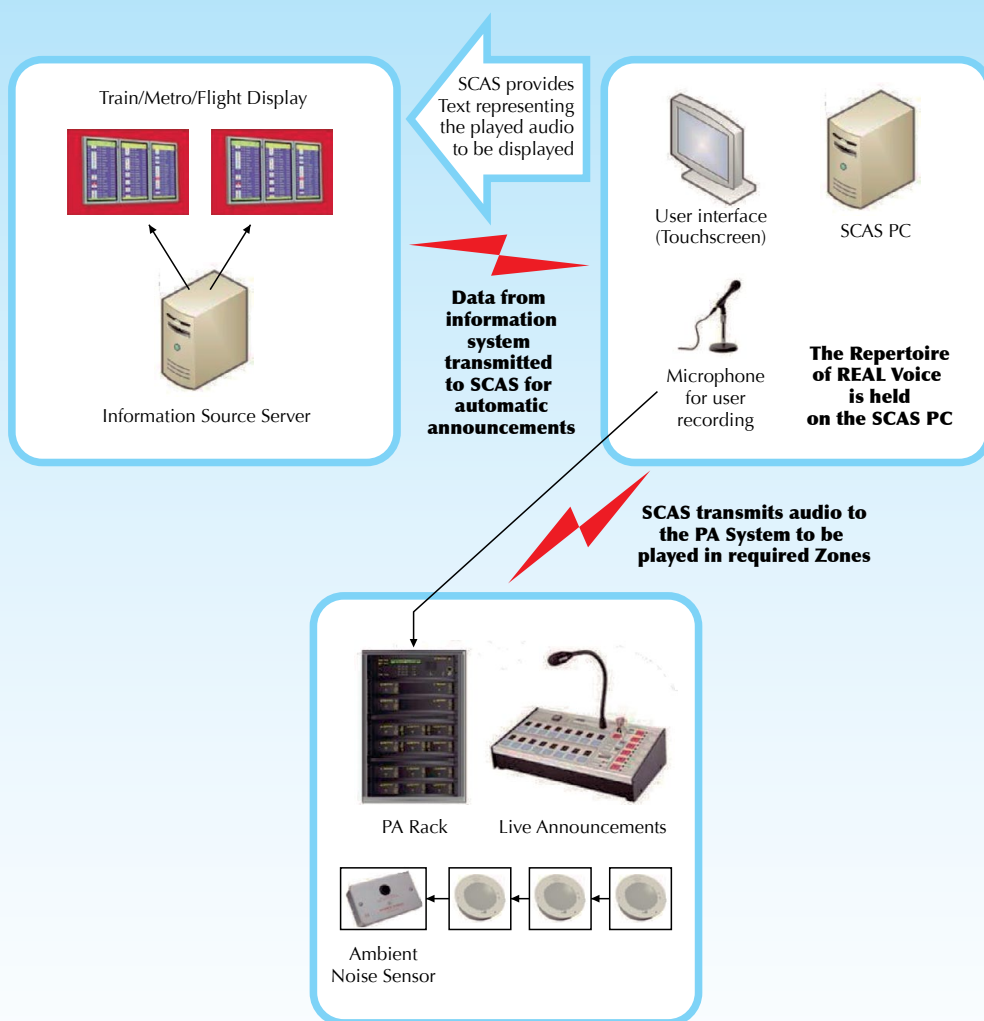 Train/Metro/Flight Display
Information Source Server
SCAS provides
Text representing
the played audio
to be displayed
Data from
information
system
transmitted
to SCAS for
automatic
announcements
User interface
(Touchscreen)
SCAS PC
Microphone
for user
recording
The Repertoire
of REAL Voice
is held
on the SCAS PC
SCAS transmits audio to
the PA System to be
played in required Zones
PA Rack
Live Announcements
Ambient
Noise Sensor